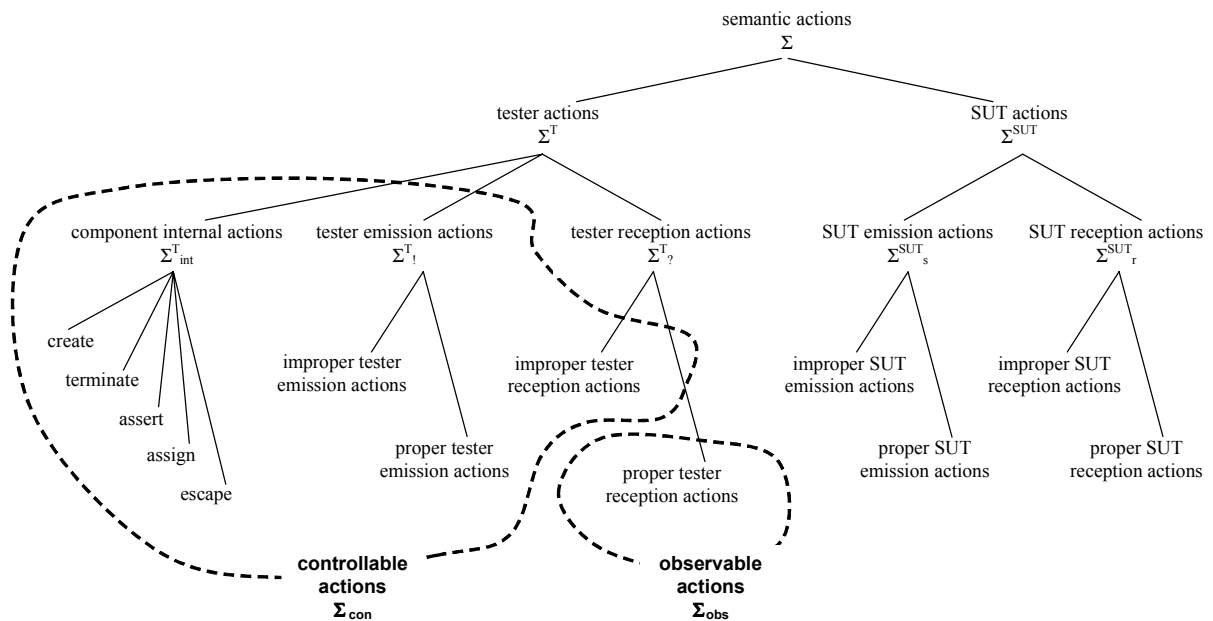 semantic actions
Σ
tester actions
Σ^T
SUT actions
Σ^SUT
component internal actions
Σ^T_int
tester emission actions
Σ^T_!
tester reception actions
Σ^T_?
SUT emission actions
Σ^SUT_s
SUT reception actions
Σ^SUT_r
create
terminate
assert
assign
escape
improper tester
emission actions
proper tester
emission actions
improper tester
reception actions
proper tester
reception actions
improper SUT
emission actions
proper SUT
emission actions
improper SUT
reception actions
proper SUT
reception actions
controllable
actions
Σcon
observable
actions
Σobs